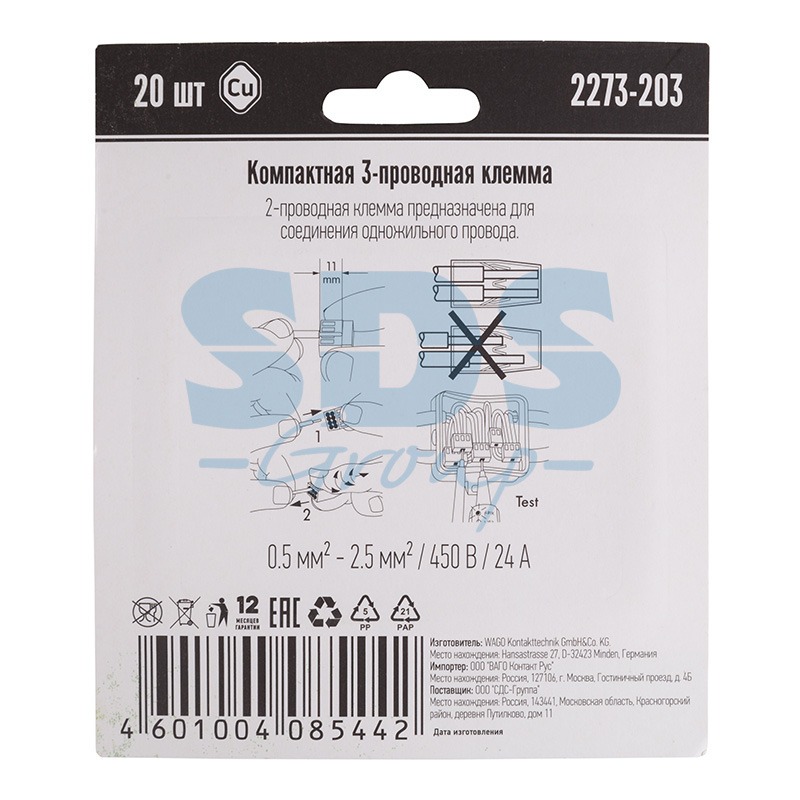 20 шт Cu 2273-203
Компактная 3-проводная клемма
2-проводная клемма предназначена для
соединения одножильного провода.
11
mm
SDS
Group
1
2
Test
0.5 мм² - 2.5 мм² / 450 В / 24 А
12
МЕСЯЦЕВ
ГАРАНТИИ
EAC
5
PP
21
PAP
Изготовитель: WAGO Kontakttechnik GmbH&Co. KG.
Место нахождения: Hansastrasse 27, D-32423 Minden, Германия
Импортер: ООО "ВАГО Контакт Рус"
Место нахождения: Россия, 127106, г. Москва, Гостиничный проезд, д. 4Б
Поставщик: ООО "СДС-Группа"
Место нахождения: Россия, 143441, Московская область, Красногорский
район, деревня Путилково, дом 11
Дата изготовления
4 601004 085442